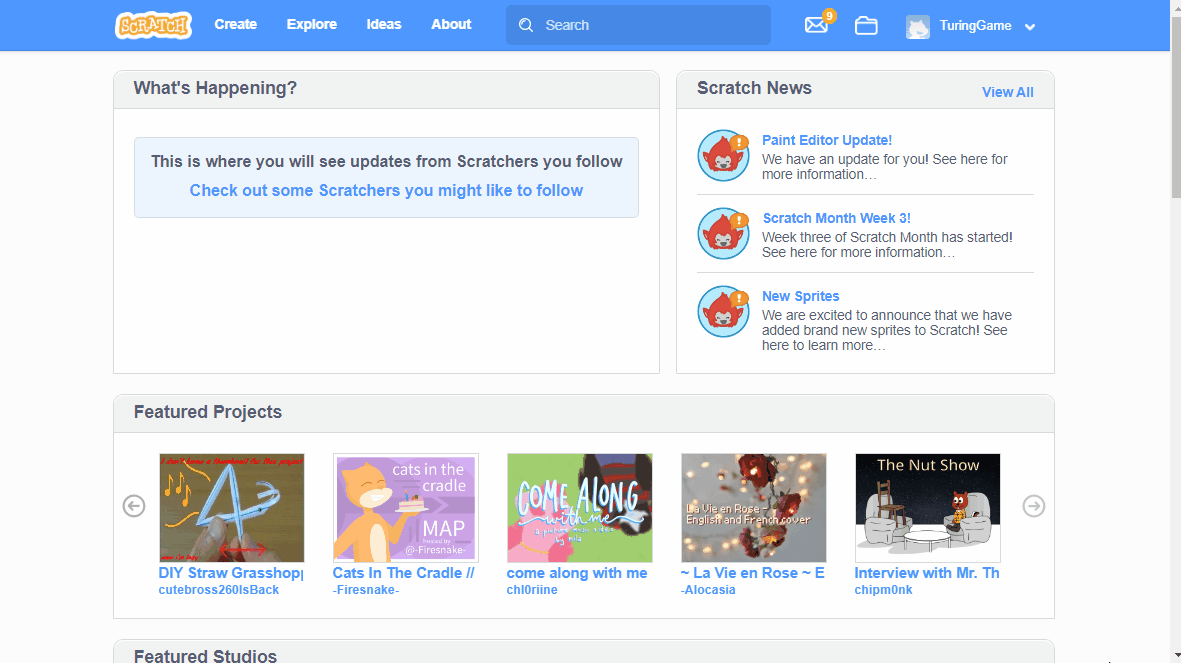 SCRATCH
Create
Explore
Ideas
About
Search
9
TuringGame
What's Happening?
This is where you will see updates from Scratchers you follow
Check out some Scratchers you might like to follow
Scratch News
View All
Paint Editor Update!
We have an update for you! See here for
more information…
Scratch Month Week 3!
Week three of Scratch Month has started!
See here for more information…
New Sprites
We are excited to announce that we have
added brand new sprites to Scratch! See
here to learn more…
Featured Projects
DIY Straw Grasshopp
cutebross260IsBack
cats in the
cradle
MAP
hosted by
@-Firesnake-
Cats In The Cradle //
-Firesnake-
COME ALONG
with me
come along with me
chl0riine
La Vie en Rose ~
English and French cover
~ La Vie en Rose ~ E
-Alocasia
The Nut Show
Interview with Mr. Th
chipm0nk
Featured Studios